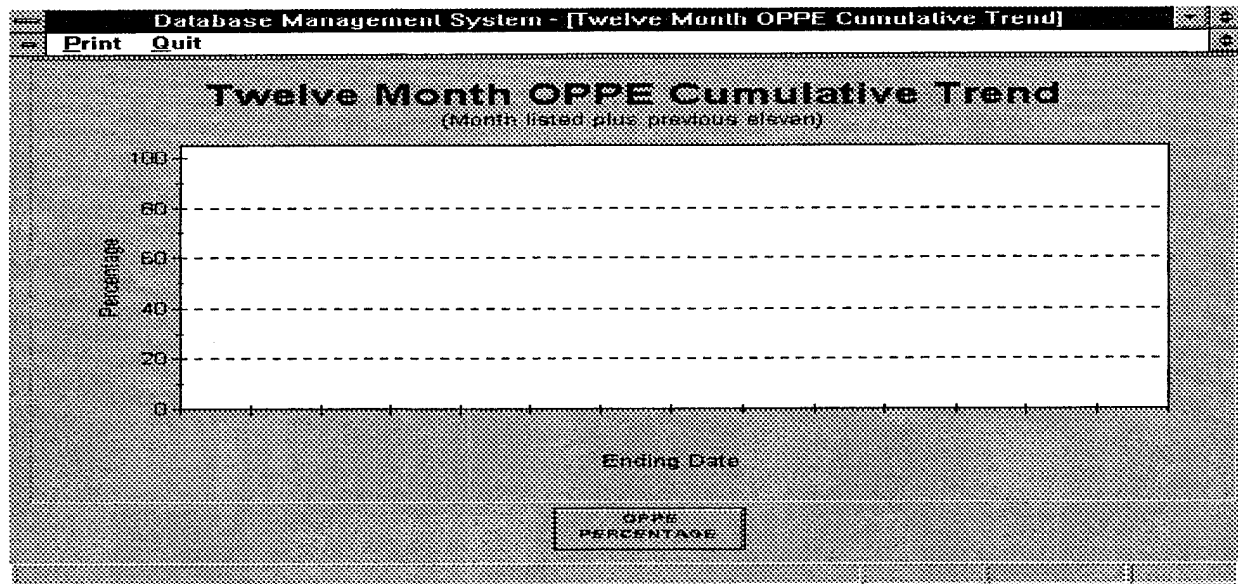 Database Management System - [Twelve Month OPPE Cumulative Trend]
Print Quit
Twelve Month OPPE Cumulative Trend
(Month listed plus previous eleven)
100
80
60
40
20
0
Percentage
Ending Date
OPPE
PERCENTAGE